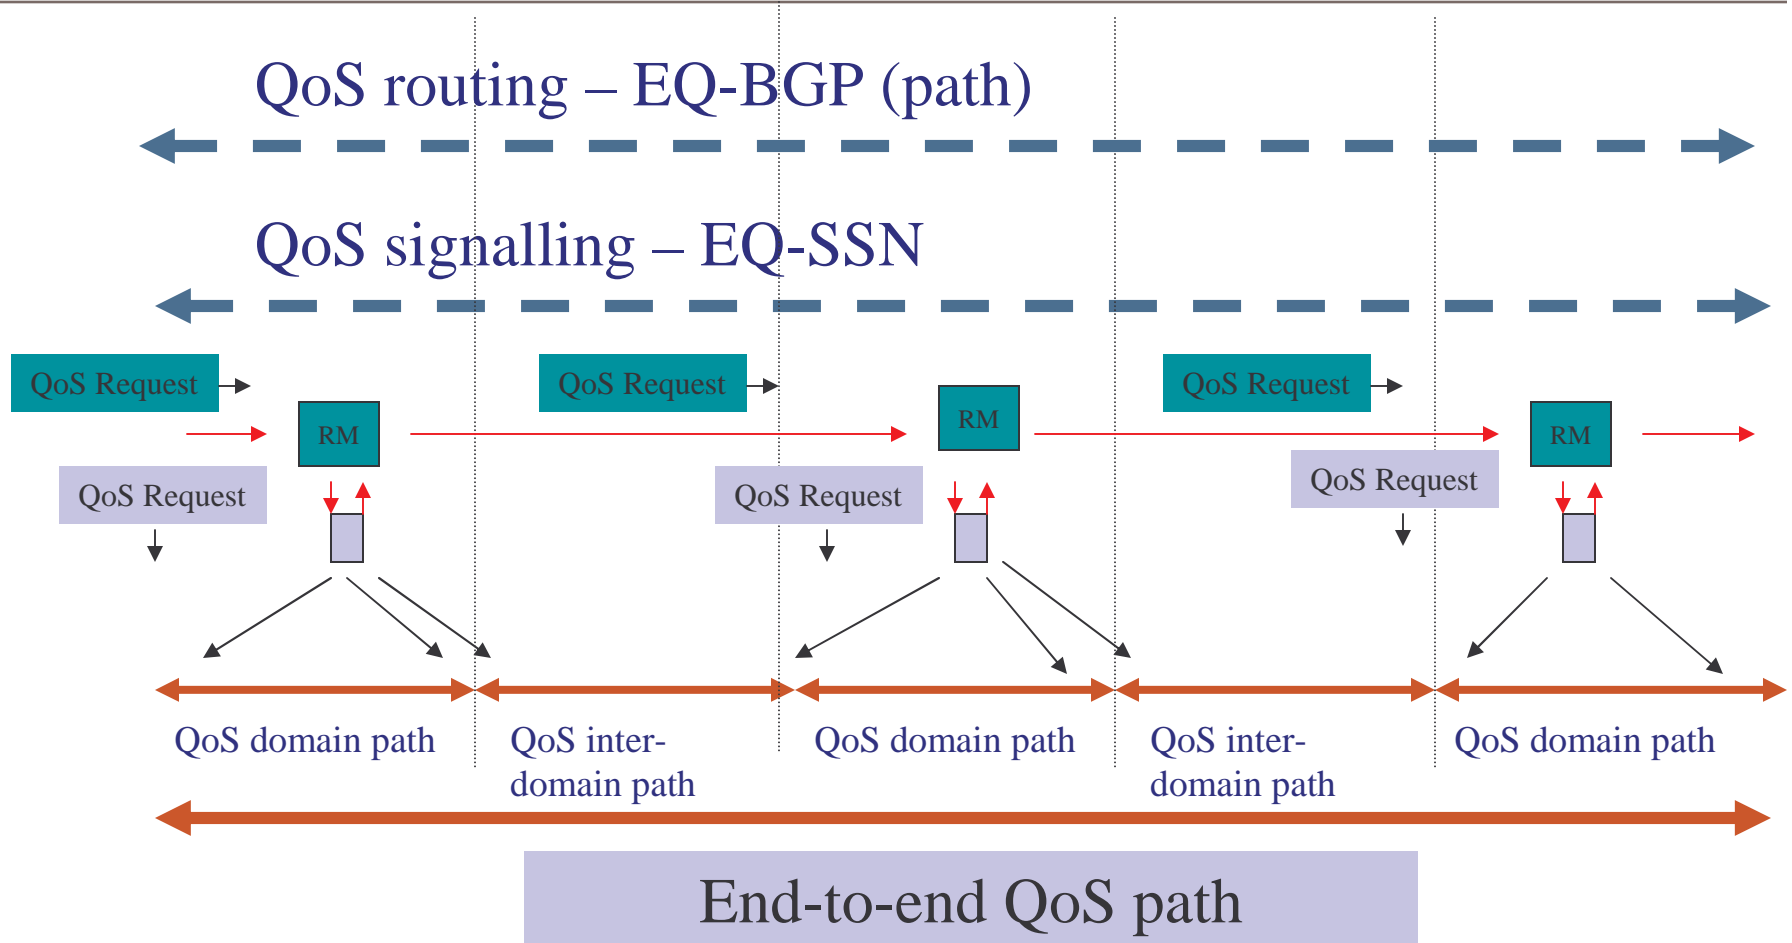 QoS routing – EQ-BGP (path)
QoS signalling – EQ-SSN
QoS Request
QoS Request
QoS Request
RM
RM
RM
QoS Request
QoS Request
QoS Request
QoS domain path
QoS inter-
domain path
QoS domain path
QoS inter-
domain path
QoS domain path
End-to-end QoS path